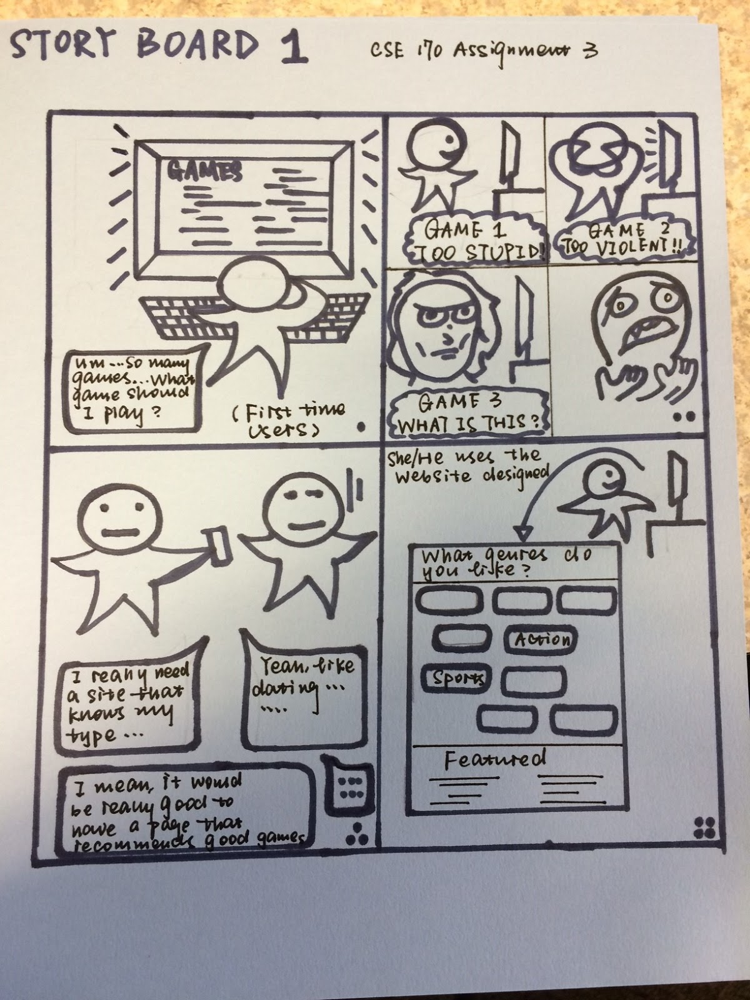 STORY BOARD 1
CSE 170 Assignment 3
GAMES
um...so many
games...what
game should
I play?
(First time
users)
GAME 1
TOO STUPID!
GAME 2
TOO VIOLENT!!
GAME 3
WHAT IS THIS?
I really need
a site that
knows my
type...
Yeah, like
dating...
....
I mean, it would
be really good to
have a page that
recommends good games
She/He uses the
website designed
What genres do
you like?
Action
Sports
Featured